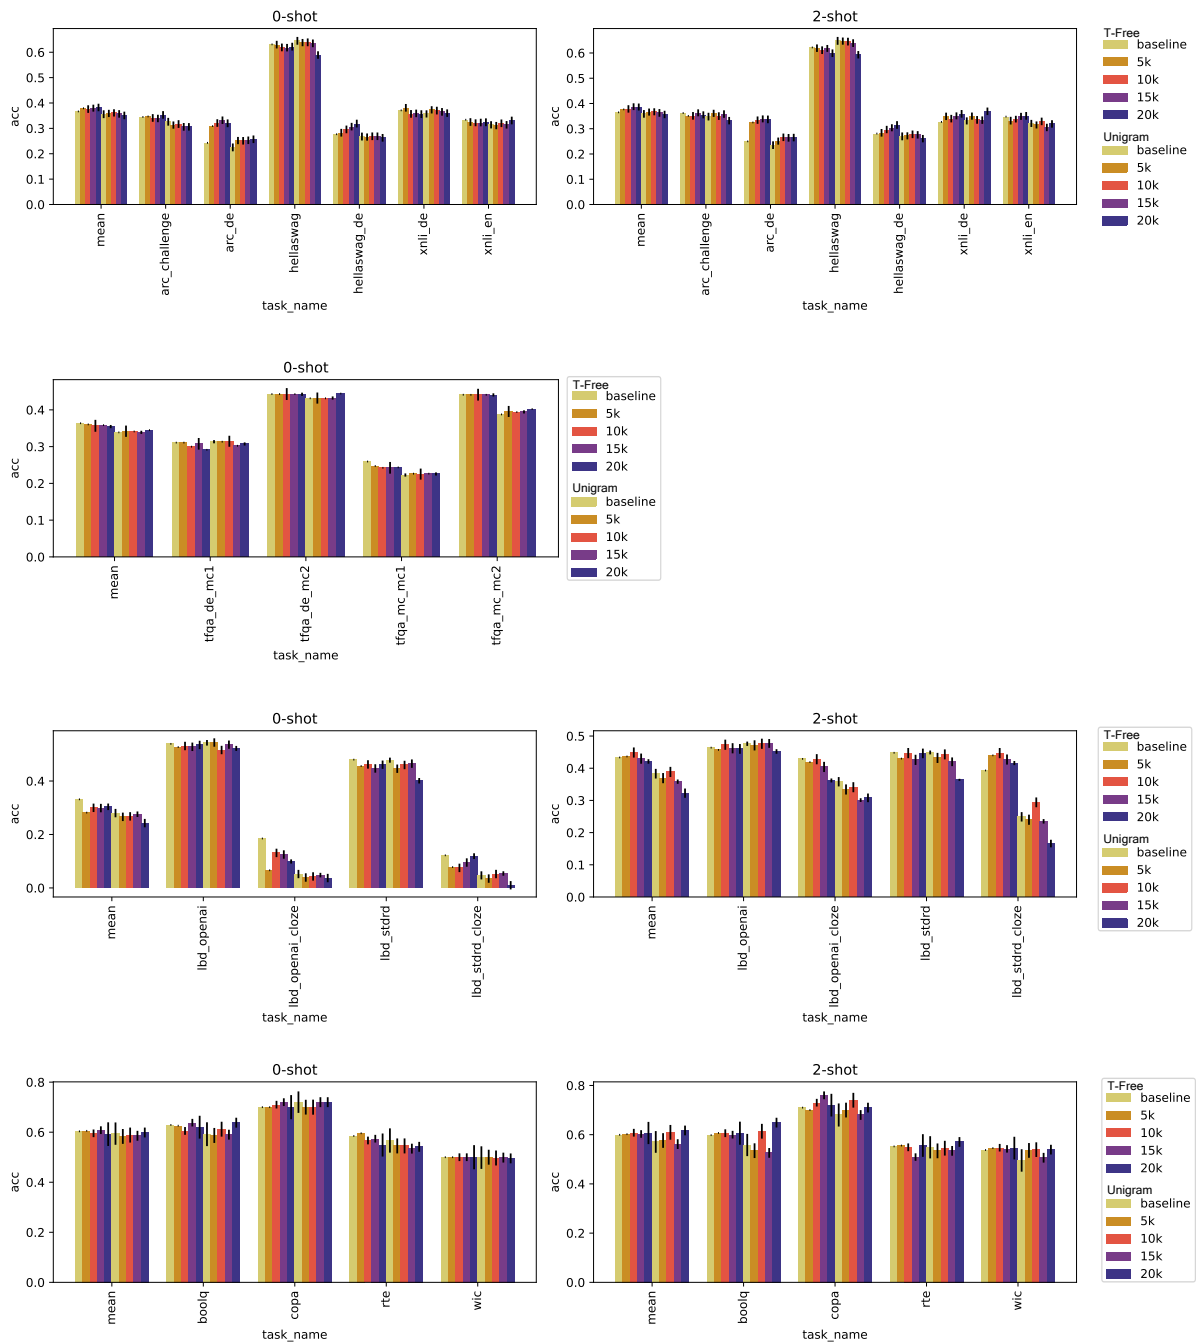 0-shot
acc
0.6
0.5
0.4
0.3
0.2
0.1
0.0
mean
arc_challenge
arc_de
hellaswag
hellaswag_de
xnli_de
xnli_en
task_name
2-shot
0.6
0.5
0.4
0.3
0.2
0.1
0.0
mean
arc_challenge
arc_de
hellaswag
hellaswag_de
xnli_de
xnli_en
task_name
T-Free
baseline
5k
10k
15k
20k
Unigram
baseline
5k
10k
15k
20k
0-shot
acc
0.4
0.3
0.2
0.1
0.0
mean
tfqa_de_mc1
tfqa_de_mc2
tfqa_mc_mc1
tfqa_mc_mc2
task_name
T-Free
baseline
5k
10k
15k
20k
Unigram
baseline
5k
10k
15k
20k
0-shot
acc
0.4
0.2
0.0
mean
lbd_openai
lbd_openai_cloze
lbd_stdrd
lbd_stdrd_cloze
task_name
2-shot
0.5
0.4
0.3
0.2
0.1
0.0
mean
lbd_openai
lbd_openai_cloze
lbd_stdrd
lbd_stdrd_cloze
task_name
T-Free
baseline
5k
10k
15k
20k
Unigram
baseline
5k
10k
15k
20k
0-shot
acc
0.8
0.6
0.4
0.2
0.0
mean
boolq
copa
rte
wic
task_name
2-shot
acc
0.8
0.6
0.4
0.2
0.0
mean
boolq
copa
rte
wic
task_name
T-Free
baseline
5k
10k
15k
20k
Unigram
baseline
5k
10k
15k
20k